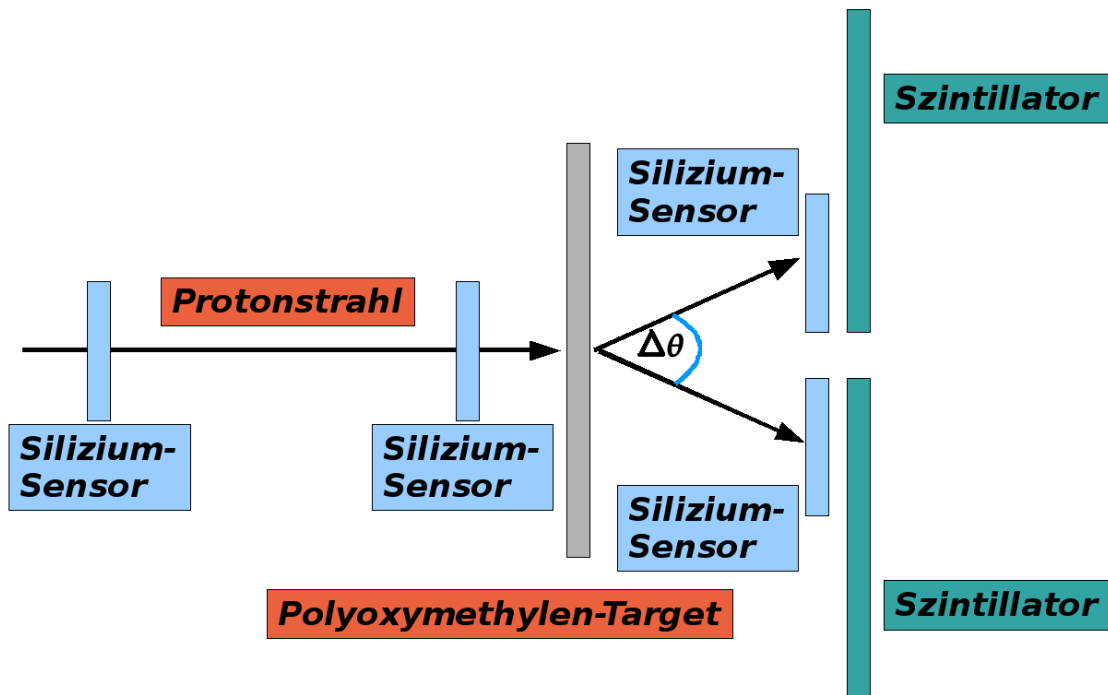 Szintillator
Silizium-
Sensor
Protonstrahl
Δθ
Silizium-
Sensor
Silizium-
Sensor
Silizium-
Sensor
Polyoxymethylen-Target
Szintillator